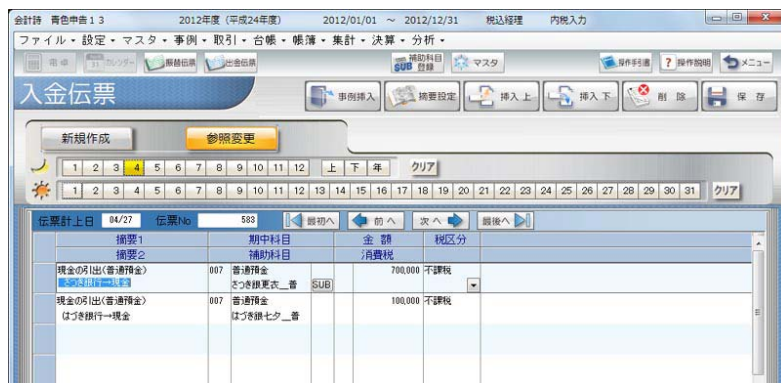 会計詩 青色申告13 2012年度（平成24年度） 2012/01/01 ～ 2012/12/31 税込経理 内税入力
ファイル・設定・マスタ・事例・取引・台帳・帳簿・集計・決算・分析・
電卓 カレンダー 振替伝票 出金伝票 SUB 補助科目登録 マスタ 操作手引書 ? 操作説明 メニュー
入金伝票 事例挿入 摘要設定 挿入上 挿入下 削除 保存
新規作成 参照変更
1 2 3 4 5 6 7 8 9 10 11 12 上 下 年 クリア
1 2 3 4 5 6 7 8 9 10 11 12 13 14 15 16 17 18 19 20 21 22 23 24 25 26 27 28 29 30 31 クリア
伝票計上日 04/27 伝票No 583 最初へ 前へ 次へ 最後へ
摘要1 期中科目 金額 税区分
摘要2 補助科目 消費税
現金の引出(普通預金) 007 普通預金 700,000 不課税
さつき銀行→現金 さつき銀更衣__普 SUB
現金の引出(普通預金) 007 普通預金 100,000 不課税
はづき銀行→現金 はづき銀七夕__普